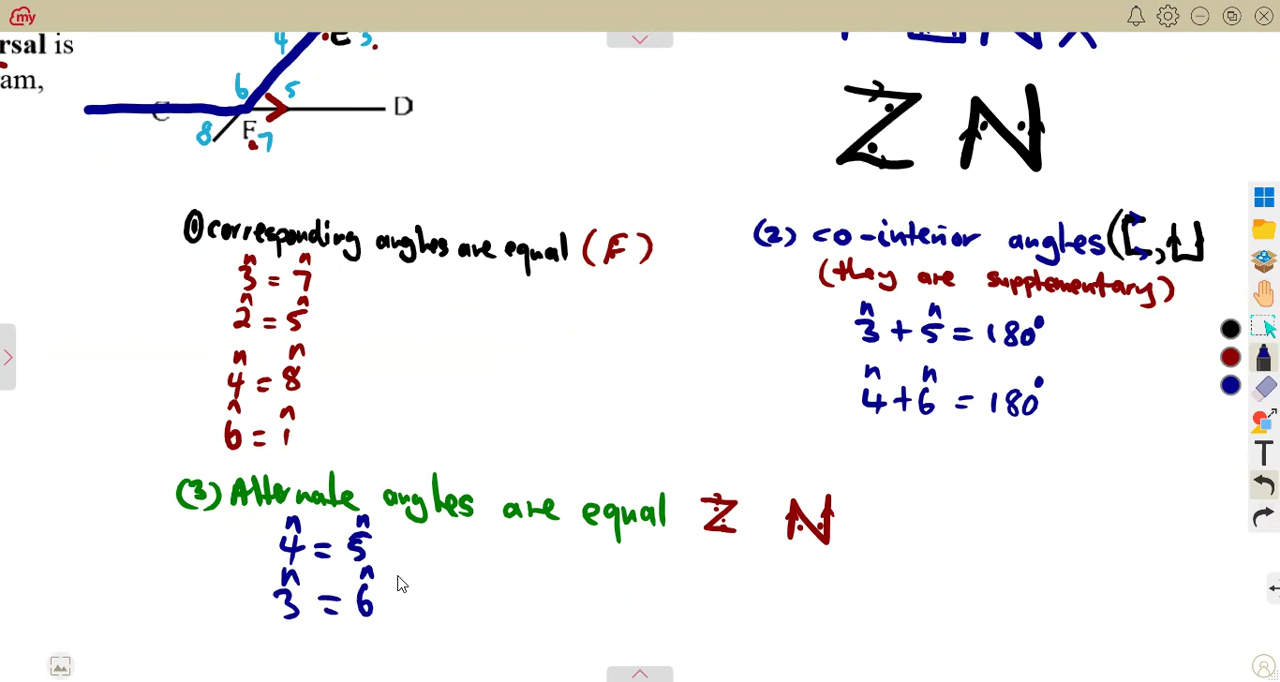 my
rsal is
am,
4 E 3
6 5
C D
8 F 7
Z N
① corresponding angles are equal (F)
3̂ = 7̂
2̂ = 5̂
4̂ = 8̂
6̂ = 1̂
(2) co-interior angles ([, ⊔)
(they are supplementary)
3̂ + 5̂ = 180°
4̂ + 6̂ = 180°
(3) Alternate angles are equal Z N
4̂ = 5̂
3̂ = 6̂
T